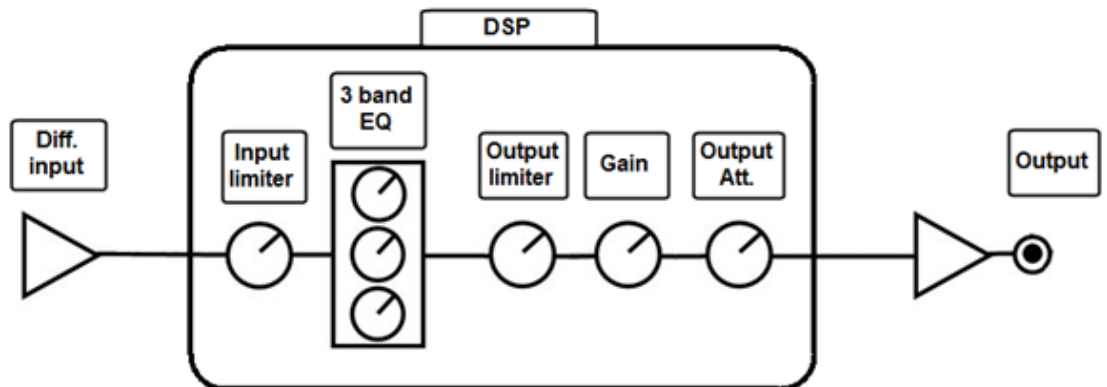 DSP
3 band
EQ
Diff.
input
Input
limiter
Output
limiter
Gain
Output
Att.
Output